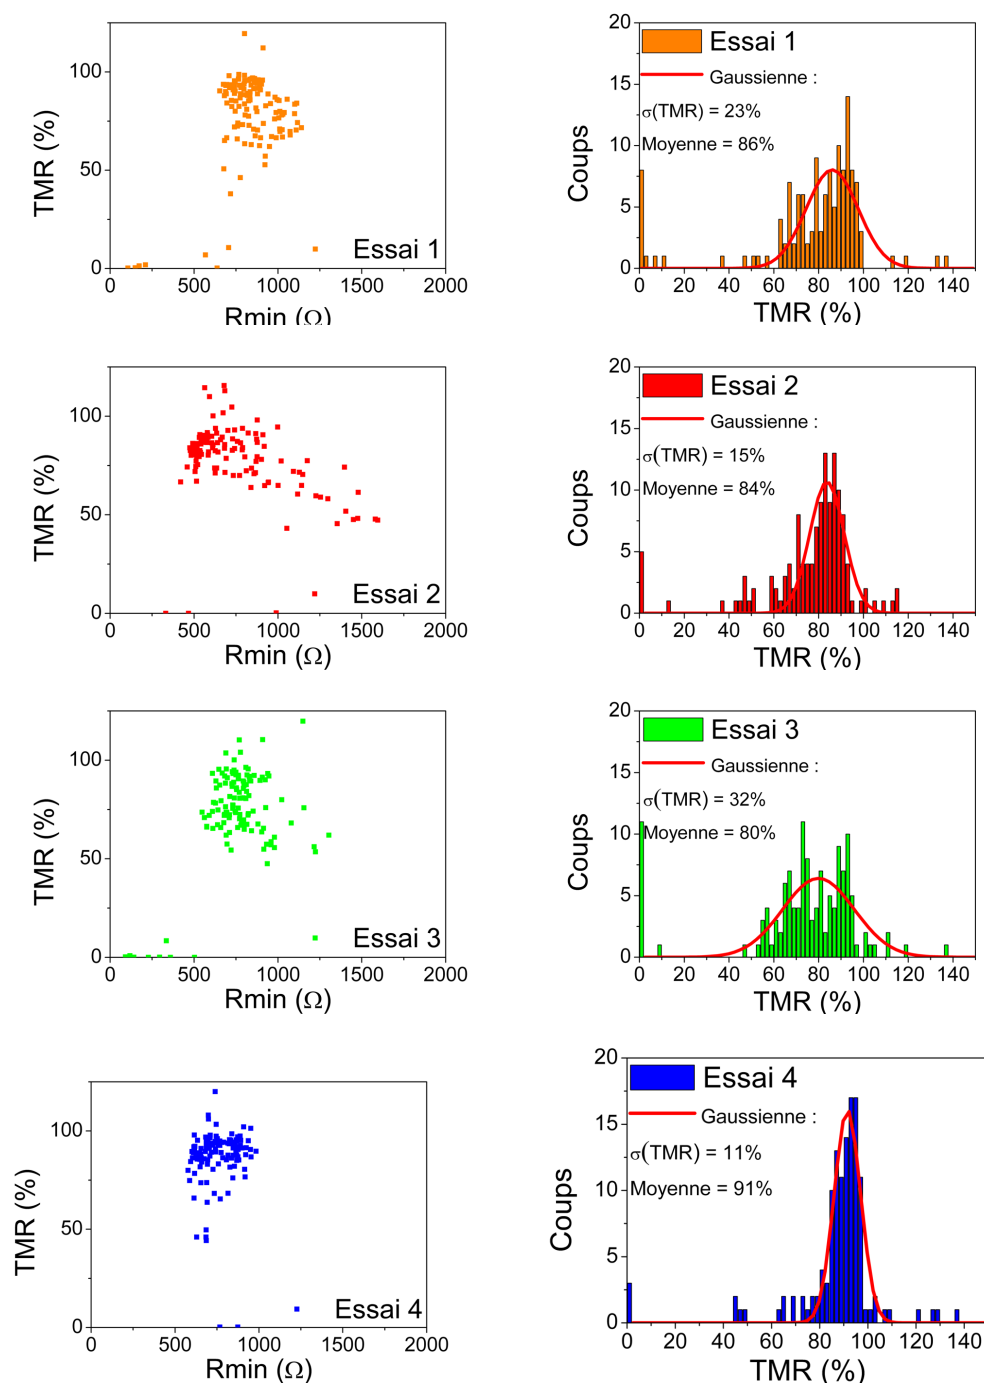 TMR (%)
100
50
0
0 500 1000 1500 2000
Rmin (Ω)
Essai 1
Coups
20
15
10
5
0
0 20 40 60 80 100 120 140
TMR (%)
Essai 1
Gaussienne :
σ(TMR) = 23%
Moyenne = 86%
TMR (%)
100
50
0
0 500 1000 1500 2000
Rmin (Ω)
Essai 2
Coups
20
15
10
5
0
0 20 40 60 80 100 120 140
TMR (%)
Essai 2
Gaussienne :
σ(TMR) = 15%
Moyenne = 84%
TMR (%)
100
50
0
0 500 1000 1500 2000
Rmin (Ω)
Essai 3
Coups
20
15
10
5
0
0 20 40 60 80 100 120 140
TMR (%)
Essai 3
Gaussienne :
σ(TMR) = 32%
Moyenne = 80%
TMR (%)
100
50
0
0 500 1000 1500 2000
Rmin (Ω)
Essai 4
Coups
20
15
10
5
0
0 20 40 60 80 100 120 140
TMR (%)
Essai 4
Gaussienne :
σ(TMR) = 11%
Moyenne = 91%